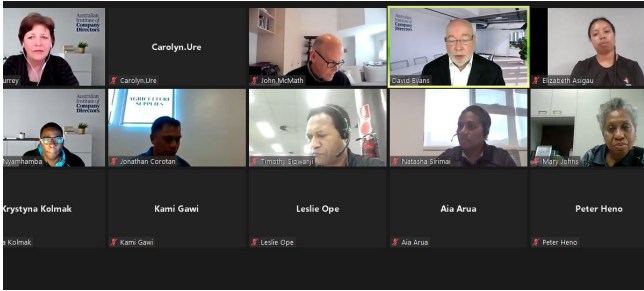 Australian
Institute of
Company
Directors
urrey
Carolyn.Ure
Carolyn.Ure
John McMath
Australian
Institute of
Company
Directors
David Evans
Elizabeth Asigau
Australian
Institute of
Company
Directors
Nyamhamba
AGRICULTURE
SUPPLIES
Jonathan Corotan
Timothy Siowanji
Natasha Sirimai
Mary Johns
Krystyna Kolmak
a Kolmak
Kami Gawi
Kami Gawi
Leslie Ope
Leslie Ope
Aia Arua
Aia Arua
Peter Heno
Peter Heno